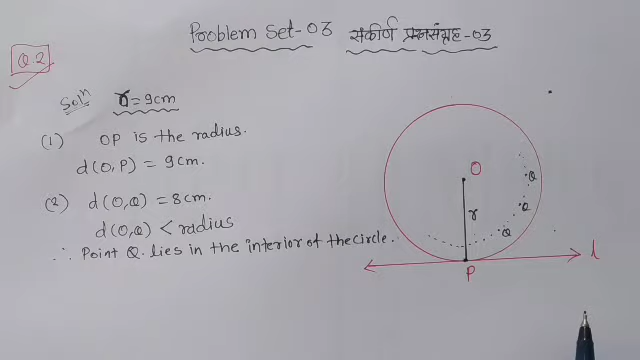 Problem Set-03 संकीर्ण प्रश्नसंग्रह-03
Q.2
Solⁿ r=9cm
(1) OP is the radius.
d(O,P) = 9cm.
(2) d(O,Q) = 8cm.
d(O,Q) < radius
∴ Point Q. lies in the interior of the circle.
O
r
Q
Q
Q
P
l